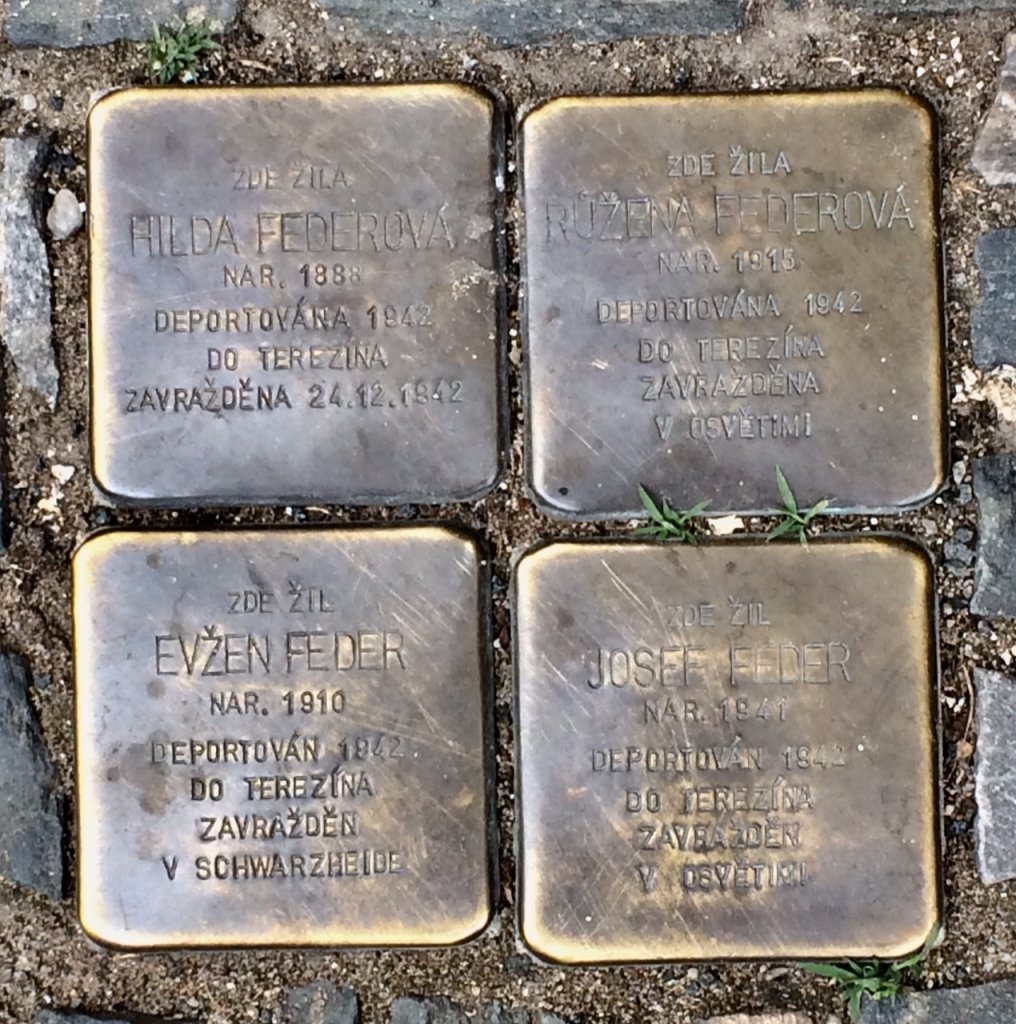 ZDE ŽILA
HILDA FEDEROVÁ
NAR. 1888
DEPORTOVÁNA 1942
DO TEREZÍNA
ZAVRAŽDĚNA 24.12.1942
ZDE ŽILA
RŮŽENA FEDEROVÁ
NAR. 1915
DEPORTOVÁNA 1942
DO TEREZÍNA
ZAVRAŽDĚNA
V OSVĚTIMI
ZDE ŽIL
EVŽEN FEDER
NAR. 1910
DEPORTOVÁN 1942
DO TEREZÍNA
ZAVRAŽDĚN
V SCHWARZHEIDE
ZDE ŽIL
JOSEF FEDER
NAR. 1941
DEPORTOVÁN 1942
DO TEREZÍNA
ZAVRAŽDĚN
V OSVĚTIMI